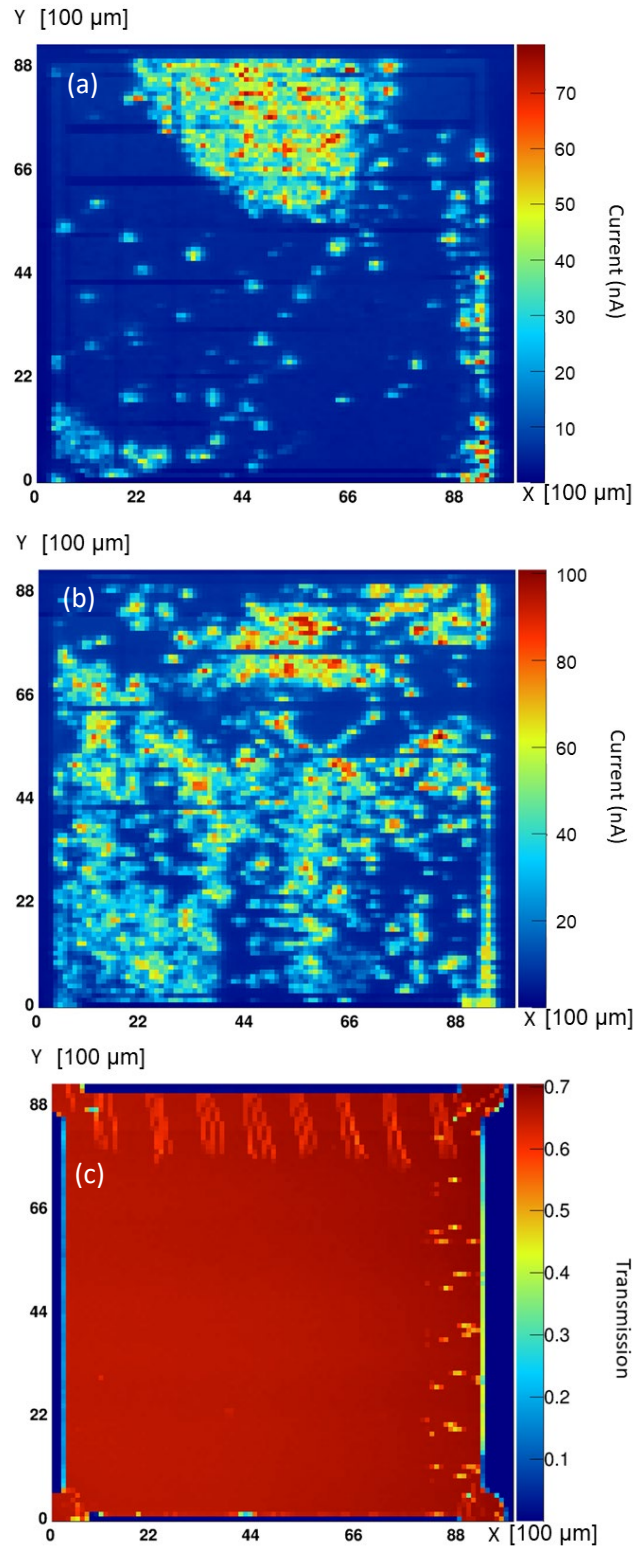 Y [100 µm]
(a)
88
66
44
22
0
0 22 44 66 88 X [100 µm]
70
60
50
40
30
20
10
Current (nA)
Y [100 µm]
(b)
88
66
44
22
0
0 22 44 66 88 X [100 µm]
100
80
60
40
20
Current (nA)
Y [100 µm]
(c)
88
66
44
22
0
0 22 44 66 88 X [100 µm]
0.7
0.6
0.5
0.4
0.3
0.2
0.1
Transmission